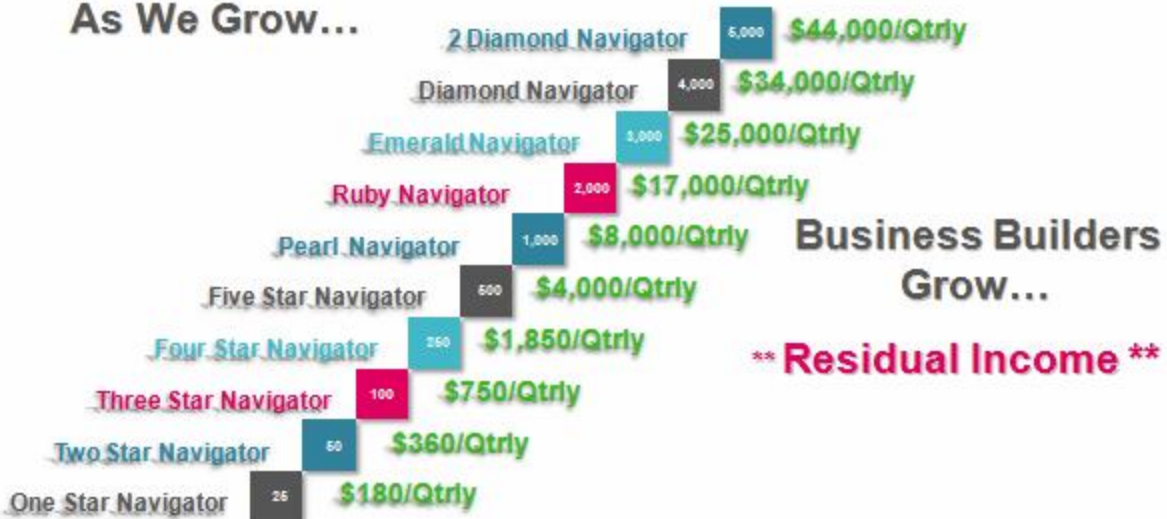 As We Grow...
2 Diamond Navigator 5,000 $44,000/Qtrly
Diamond Navigator 4,000 $34,000/Qtrly
Emerald Navigator 3,000 $25,000/Qtrly
Ruby Navigator 2,000 $17,000/Qtrly
Pearl Navigator 1,000 $8,000/Qtrly
Business Builders
Grow...
Five Star Navigator 500 $4,000/Qtrly
Four Star Navigator 250 $1,850/Qtrly
** Residual Income **
Three Star Navigator 100 $750/Qtrly
Two Star Navigator 50 $360/Qtrly
One Star Navigator 25 $180/Qtrly